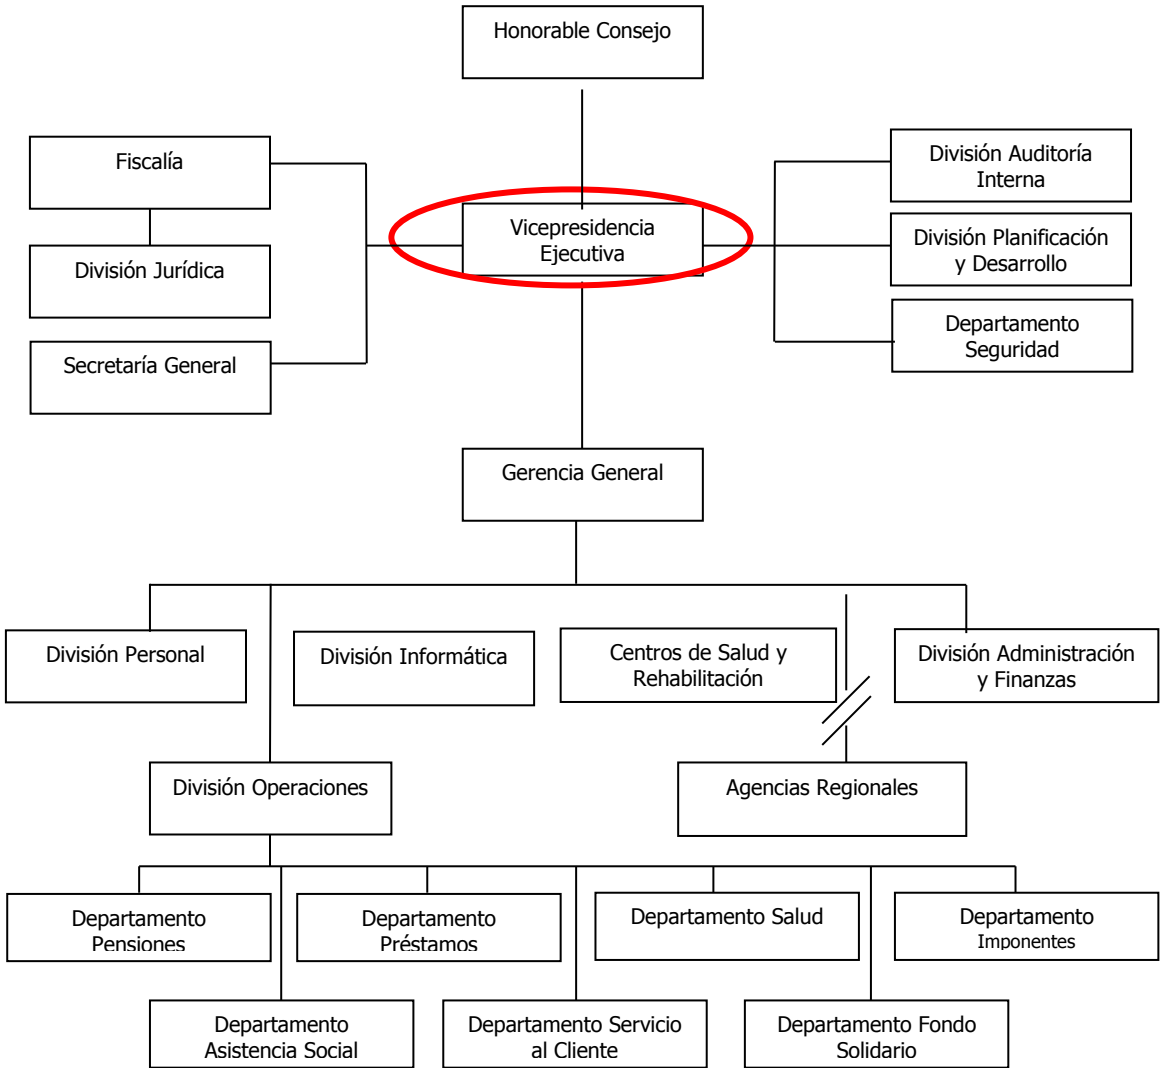 Honorable Consejo
Fiscalía
División Auditoría
Interna
Vicepresidencia
Ejecutiva
División Planificación
y Desarrollo
División Jurídica
Departamento
Seguridad
Secretaría General
Gerencia General
División Personal
División Informática
Centros de Salud y
Rehabilitación
División Administración
y Finanzas
División Operaciones
Agencias Regionales
Departamento
Pensiones
Departamento
Préstamos
Departamento Salud
Departamento
Imponentes
Departamento
Asistencia Social
Departamento Servicio
al Cliente
Departamento Fondo
Solidario